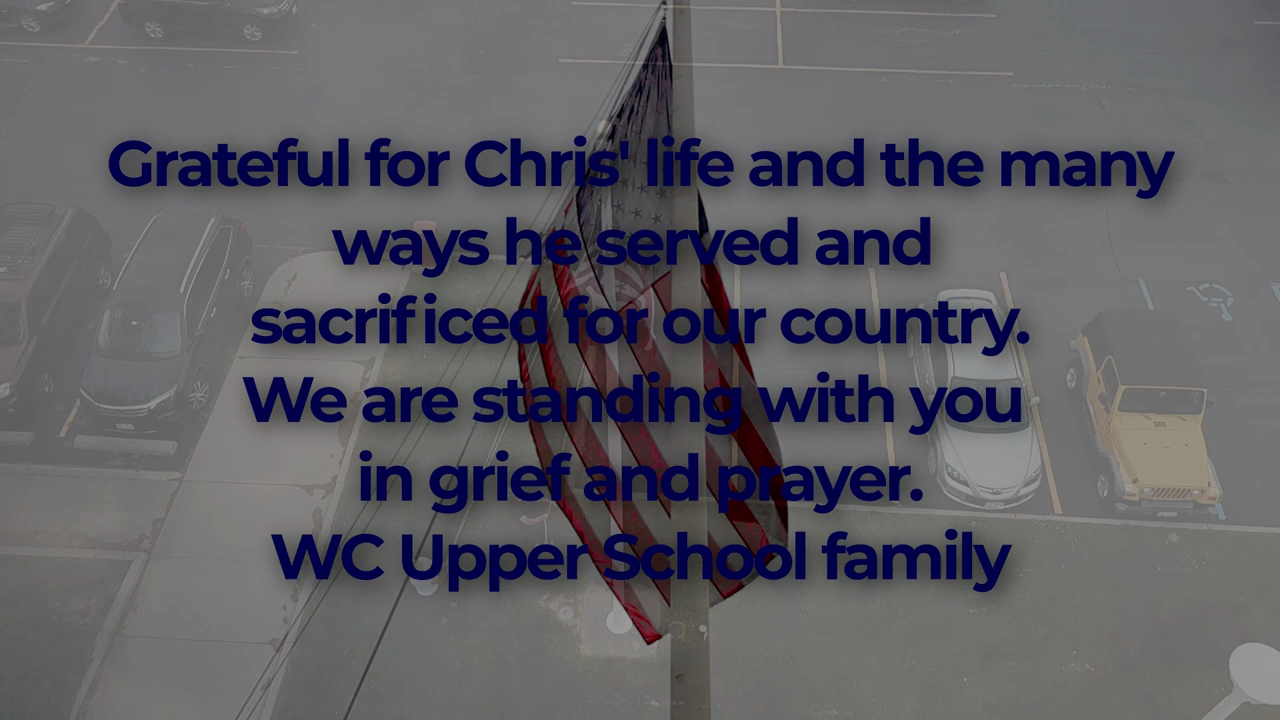 Grateful for Chris' life and the many
ways he served and
sacrificed for our country.
We are standing with you
in grief and prayer.
WC Upper School family